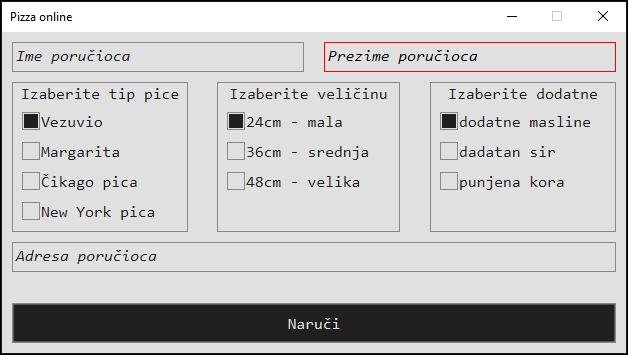 Pizza online
Ime poručioca
Prezime poručioca
Izaberite tip pice
Vezuvio
Margarita
Čikago pica
New York pica
Izaberite veličinu
24cm - mala
36cm - srednja
48cm - velika
Izaberite dodatne
dodatne masline
dadatan sir
punjena kora
Adresa poručioca
Naruči